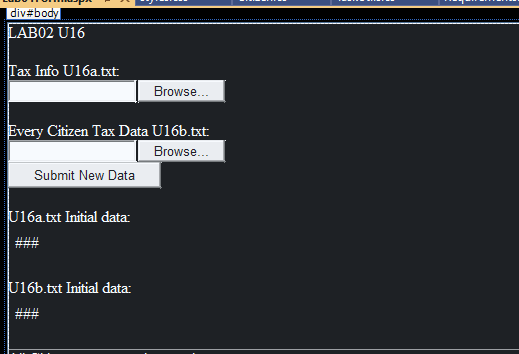 div#body
LAB02 U16
Tax Info U16a.txt:
Browse...
Every Citizen Tax Data U16b.txt:
Browse...
Submit New Data
U16a.txt Initial data:
###
U16b.txt Initial data:
###